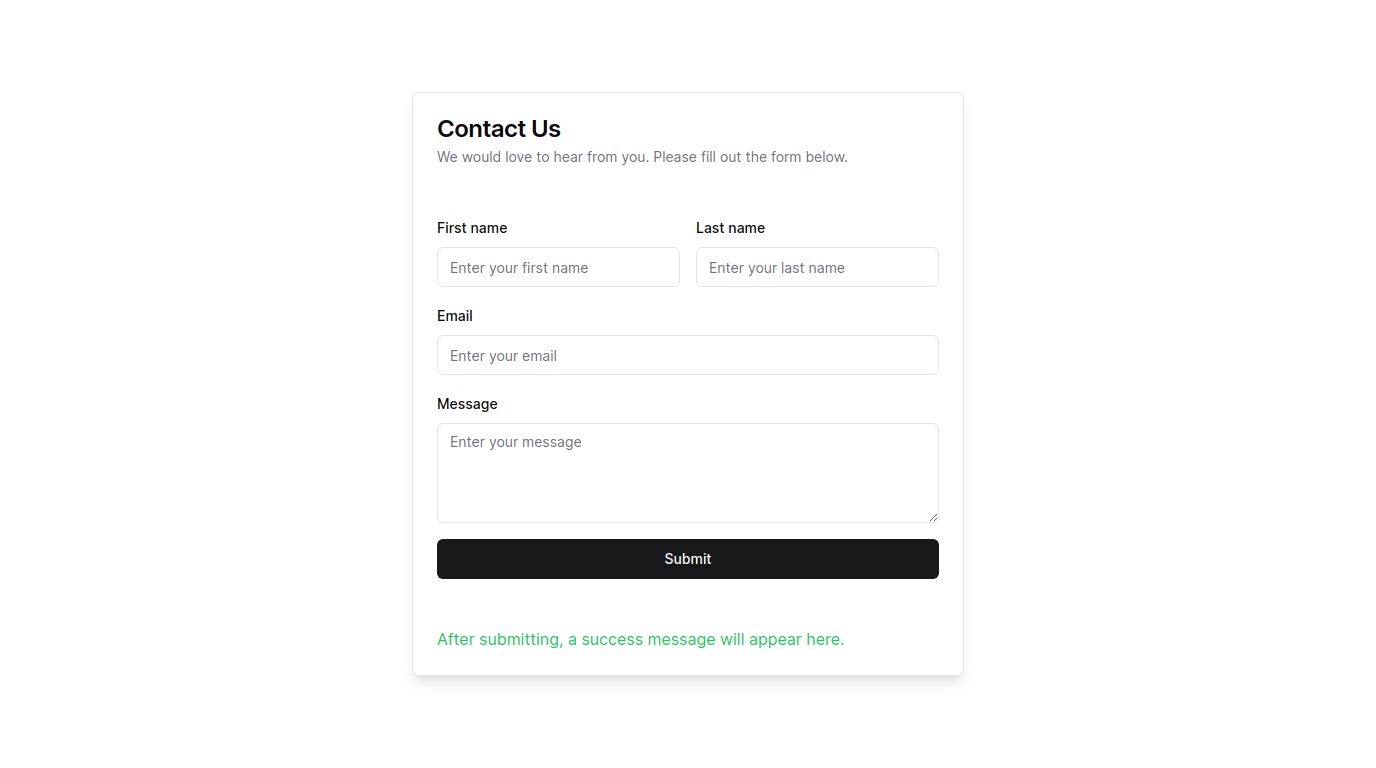 Contact Us
We would love to hear from you. Please fill out the form below.
First name
Last name
Enter your first name
Enter your last name
Email
Enter your email
Message
Enter your message
Submit
After submitting, a success message will appear here.